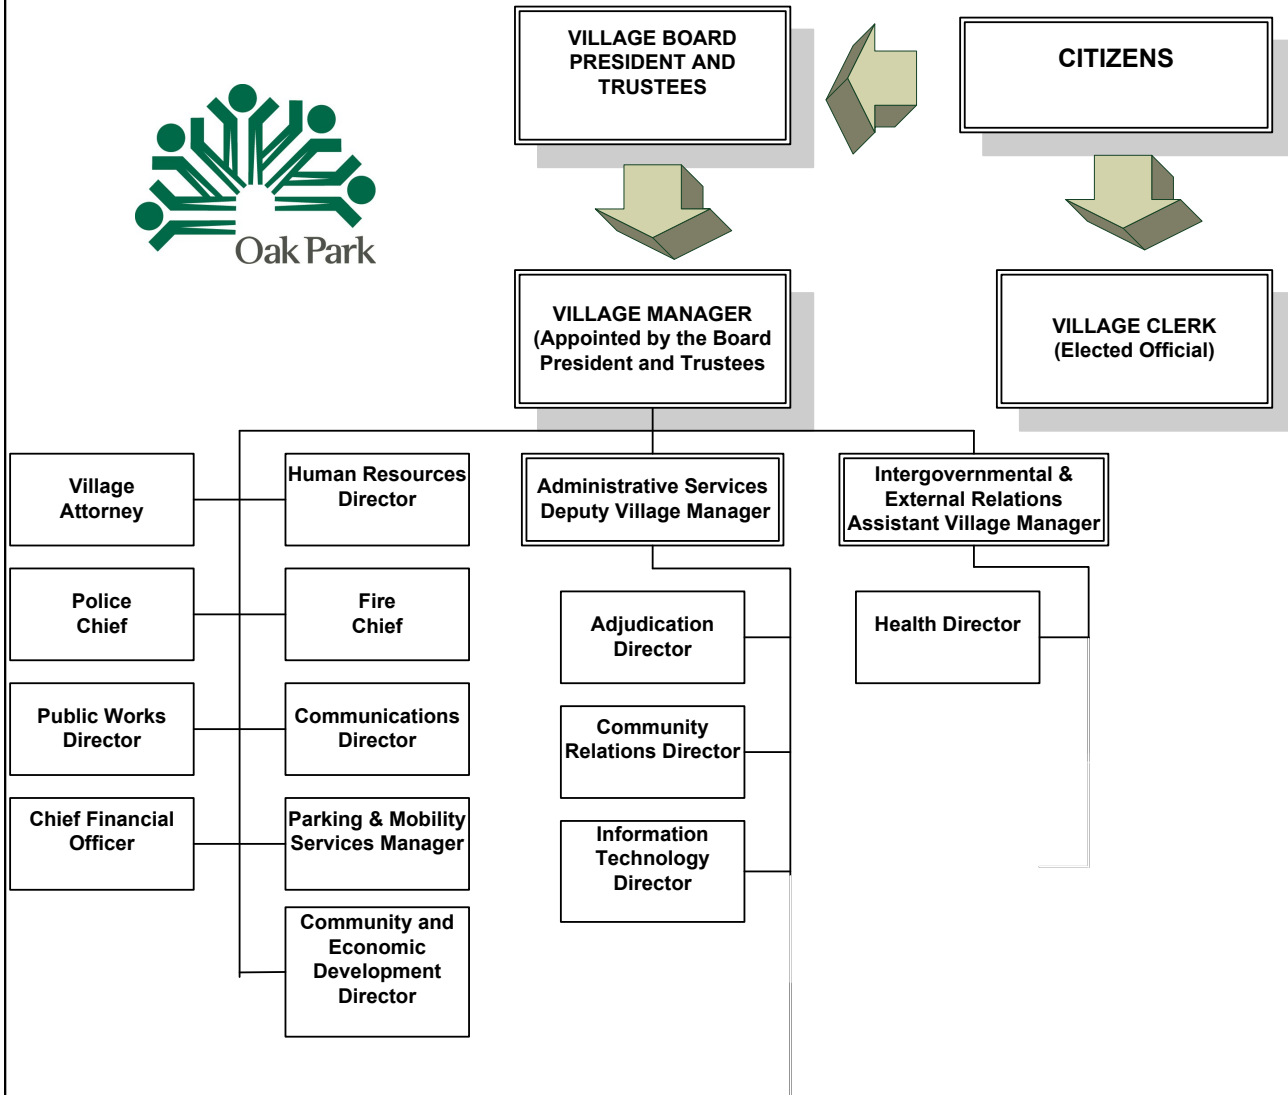 VILLAGE BOARD
PRESIDENT AND
TRUSTEES
CITIZENS
Oak Park
VILLAGE MANAGER
(Appointed by the Board
President and Trustees
VILLAGE CLERK
(Elected Official)
Village
Attorney
Human Resources
Director
Administrative Services
Deputy Village Manager
Intergovernmental &
External Relations
Assistant Village Manager
Police
Chief
Fire
Chief
Adjudication
Director
Health Director
Public Works
Director
Communications
Director
Community
Relations Director
Chief Financial
Officer
Parking & Mobility
Services Manager
Information
Technology
Director
Community and
Economic
Development
Director